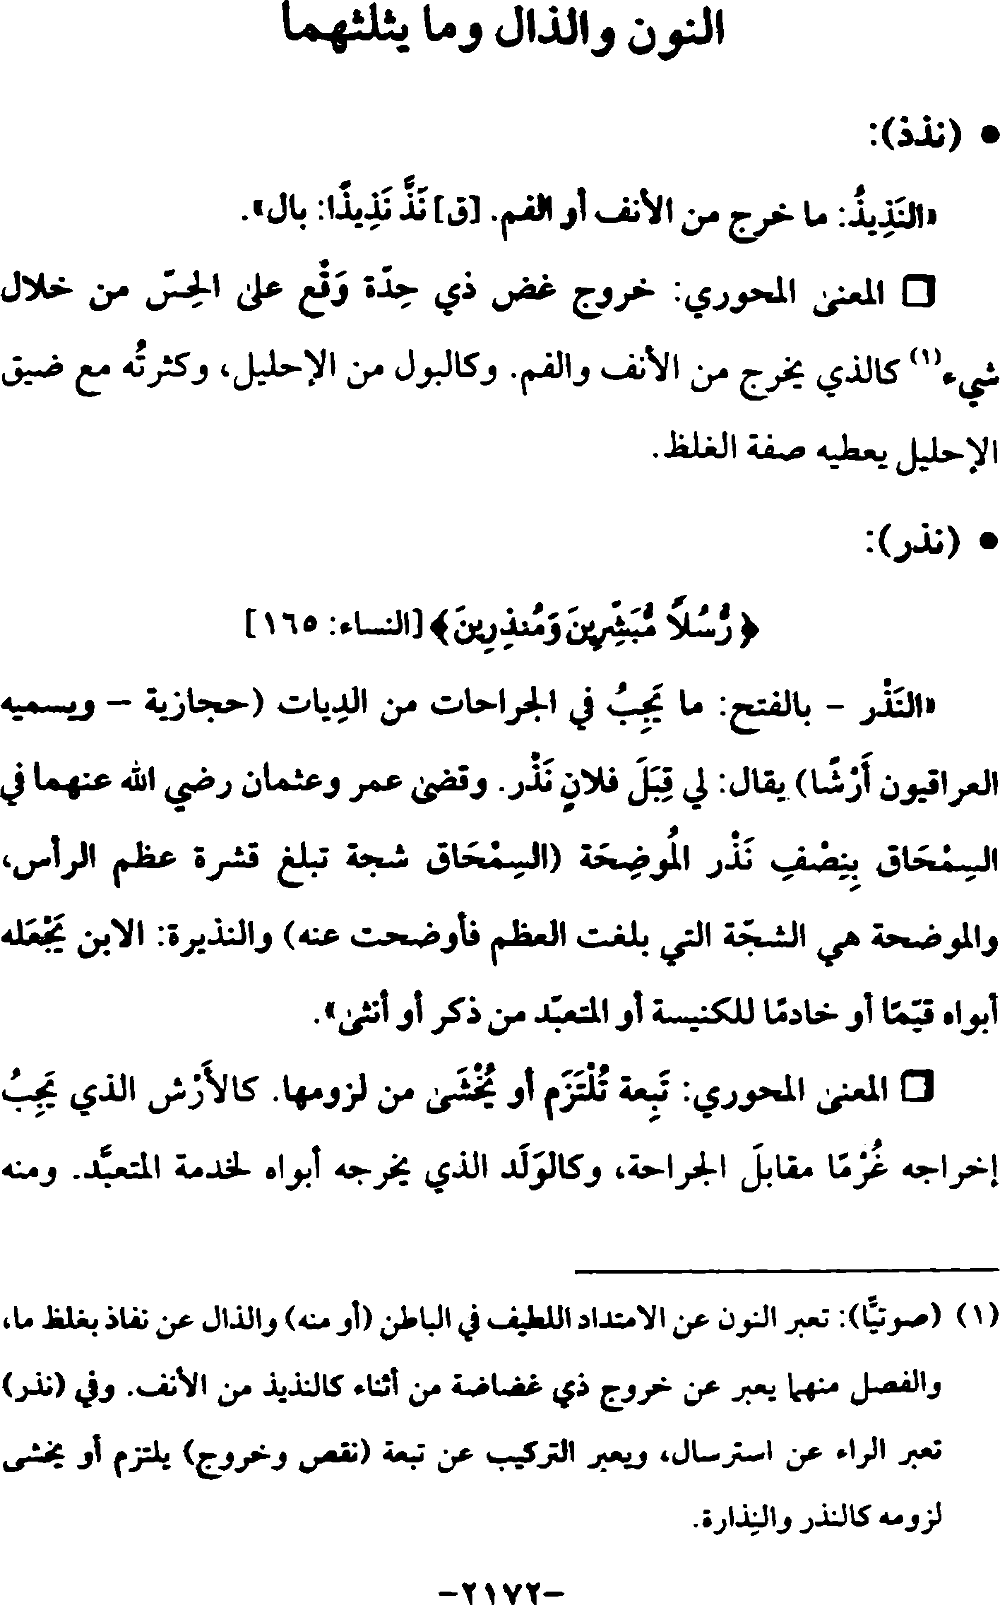 النون والذال وما يثلثهما
• (نذذ):
«النَذِيذُ: ما خرج من الأنف أو الفم. [ق] نَذَّ نَذِيذًا: بال».
□ المعنى المحوري: خروج غض ذي حِدّة وَقْع على الحِسّ من خلال
شيء(١) كالذي يخرج من الأنف والفم. وكالبول من الإحليل، وكثرتُه مع ضيق
الإحليل يعطيه صفة الغلظ.
• (نذر):
﴿رُّسُلًا مُّبَشِّرِينَ وَمُنذِرِينَ﴾ [النساء: ١٦٥]
«النَذْر – بالفتح: ما يَجِبُ في الجراحات من الدِيات (حجازية – ويسميه
العراقيون أَرْشًا) يقال: لي قِبَلَ فلانٍ نَذْر. وقضى عمر وعثمان رضي الله عنهما في
السِمْحَاق بِنِصْفِ نَذْر المُوضِحَة (السِمْحَاق شجة تبلغ قشرة عظم الرأس،
والموضحة هي الشجّة التي بلغت العظم فأوضحت عنه) والنذيرة: الابن يَجْعَله
أبواه قيّمًا أو خادمًا للكنيسة أو المتعبّد من ذكر أو أنثى».
□ المعنى المحوري: تَبِعة تُلْتَزَم أو يُخْشَى من لزومها. كالأَرْش الذي يَجِبُ
إخراجه غُرْمًا مقابلَ الجراحة، وكالوَلَد الذي يخرجه أبواه لخدمة المتعبَّد. ومنه
(١) (صوتيًّا): تعبر النون عن الامتداد اللطيف في الباطن (أو منه) والذال عن نفاذ بغلظ ما،
والفصل منهما يعبر عن خروج ذي غضاضة من أثناء كالنذيذ من الأنف. وفي (نذر)
تعبر الراء عن استرسال، ويعبر التركيب عن تبعة (نقص وخروج) يلتزم أو يخشى
لزومه كالنذر والنِذارة.
-٢١٧٢-